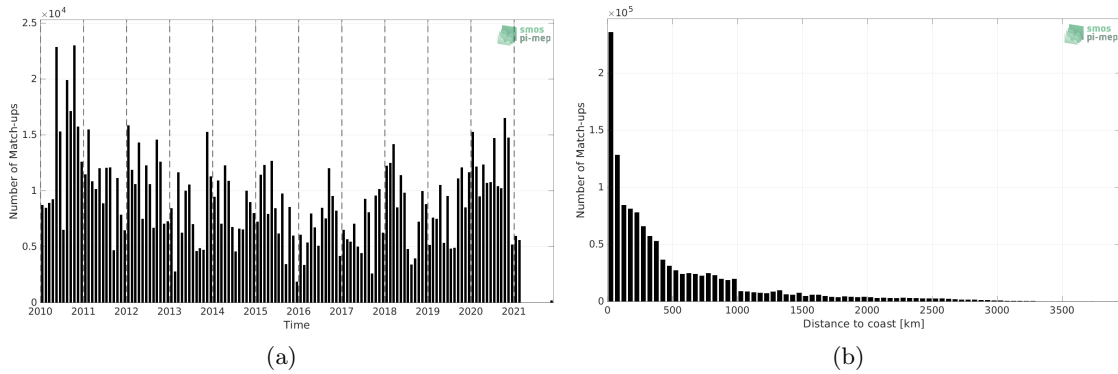 ×10⁴
2.5
2
1.5
1
0.5
0
Number of Match-ups
2010 2011 2012 2013 2014 2015 2016 2017 2018 2019 2020 2021
Time
smos
pi-mep
(a)
×10⁵
2
1.5
1
0.5
0
Number of Match-ups
0 500 1000 1500 2000 2500 3000 3500
Distance to coast [km]
smos
pi-mep
(b)